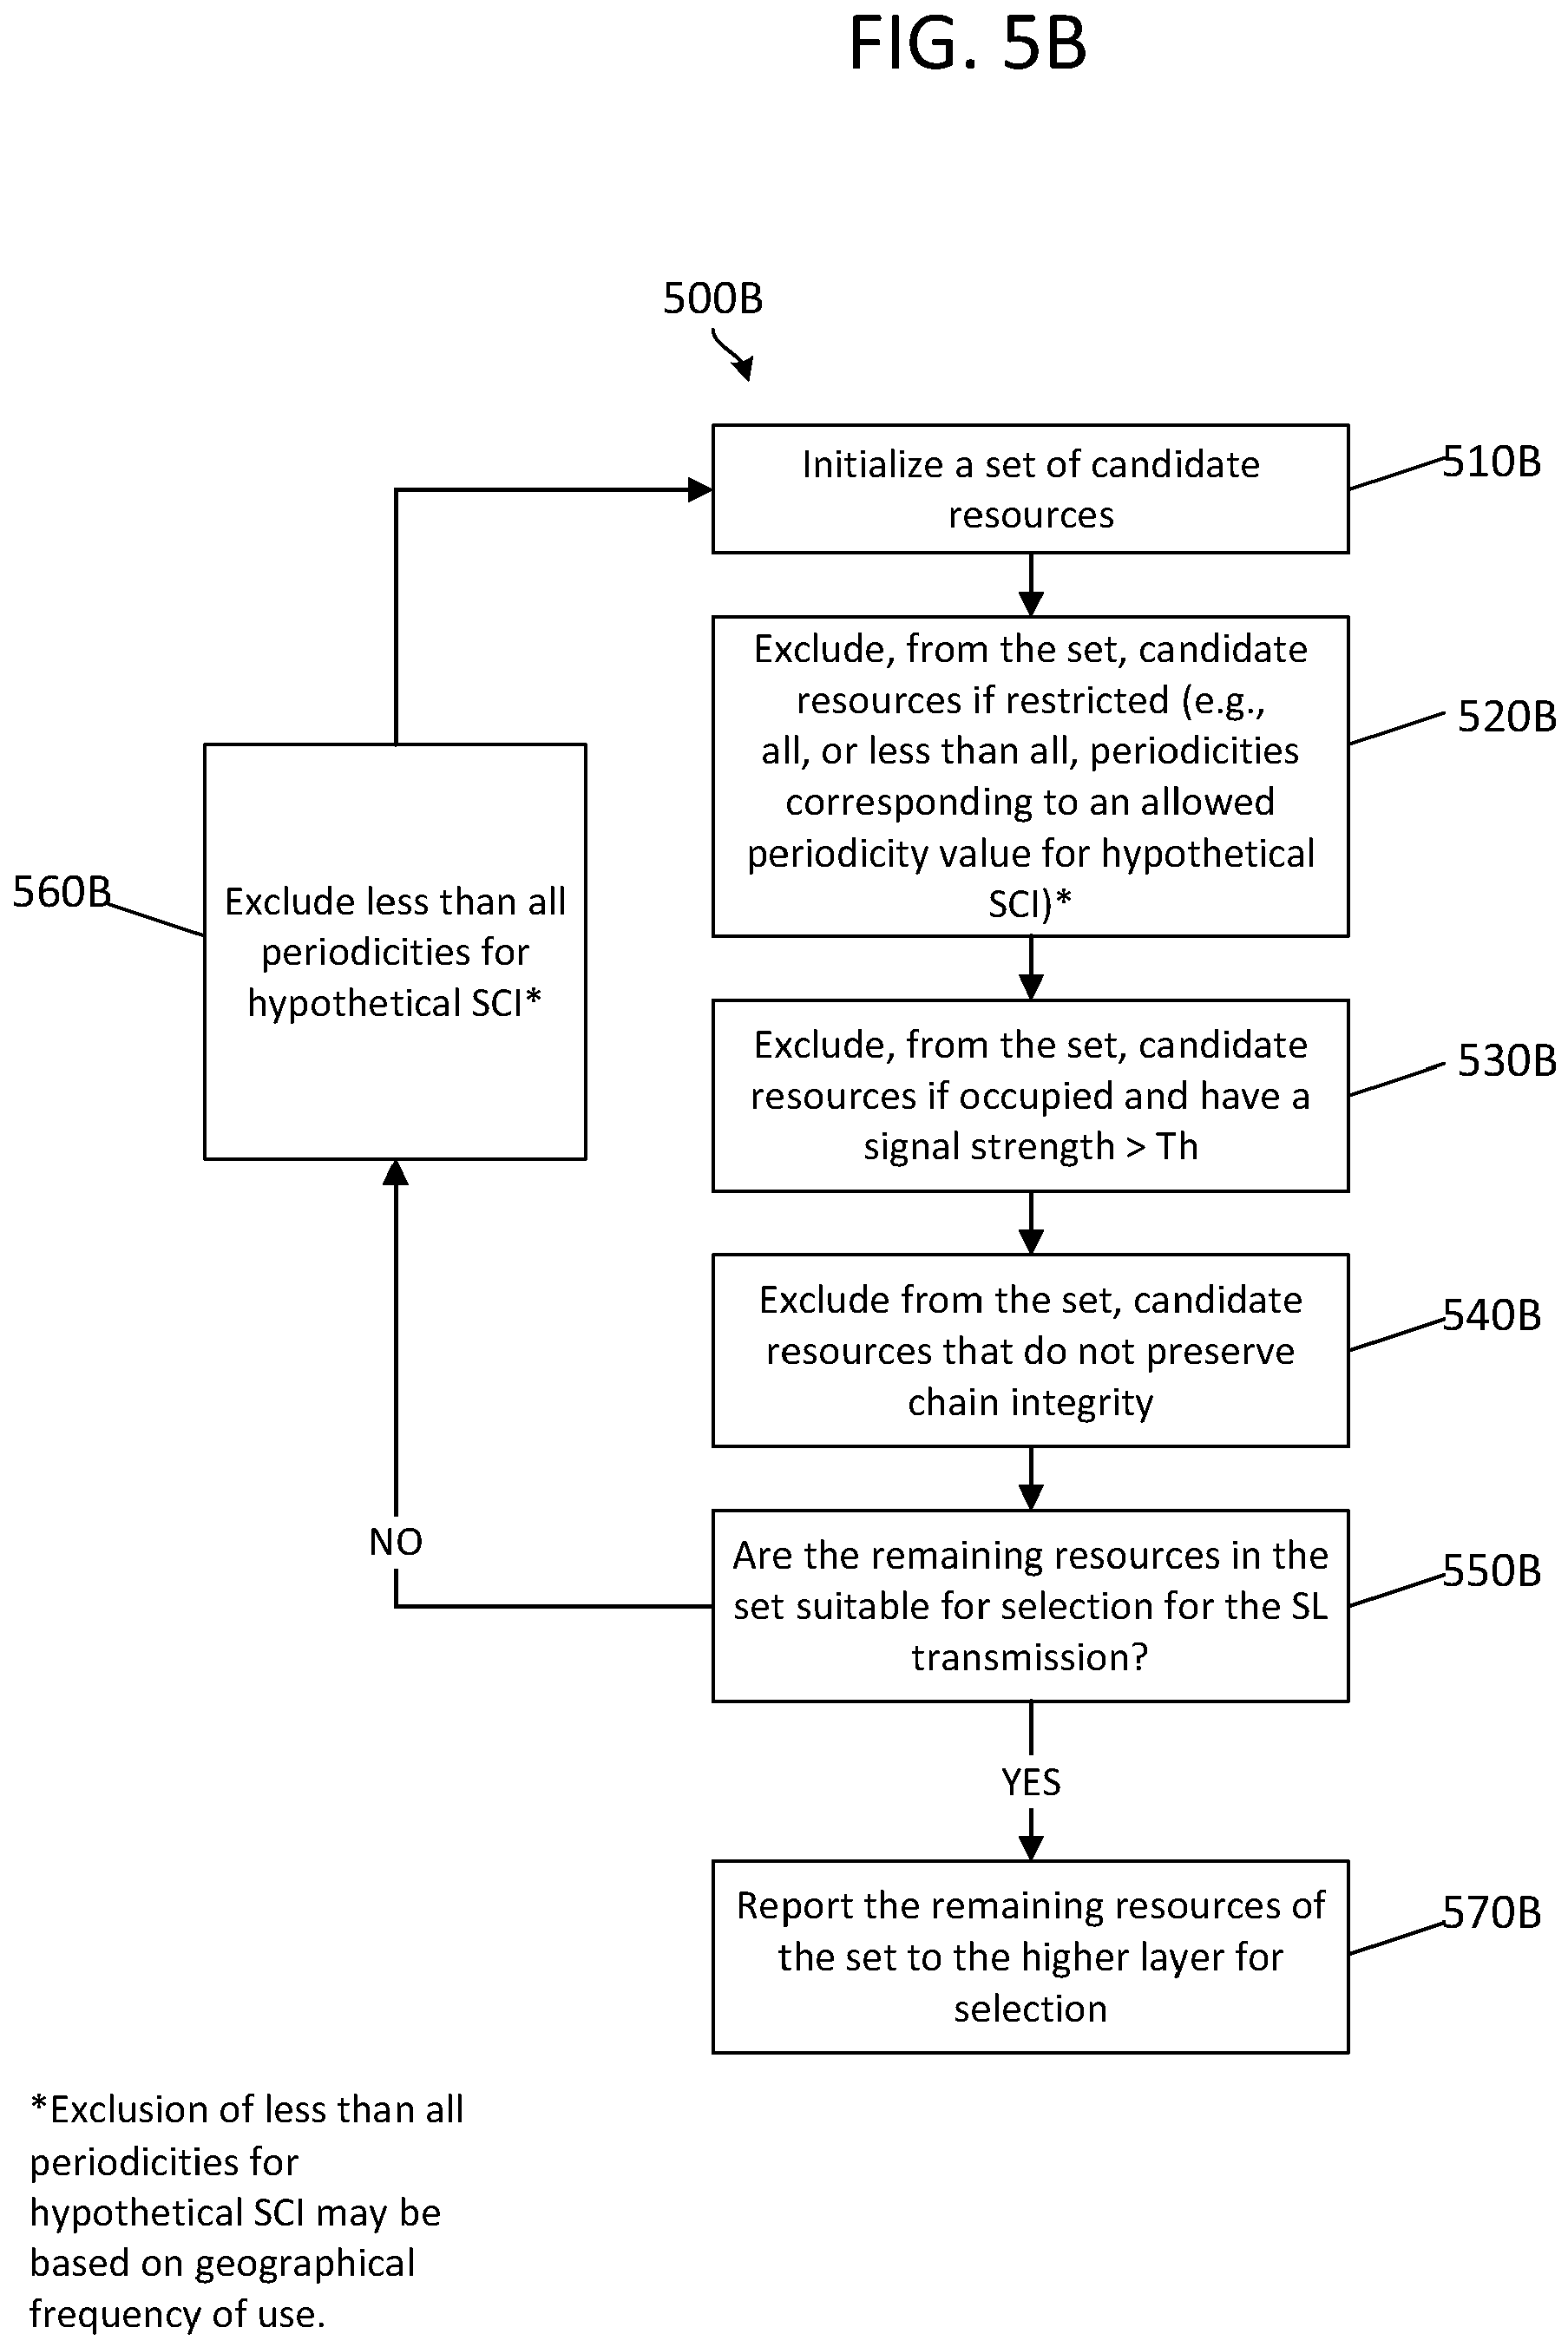 FIG. 5B
500B
Initialize a set of candidate
resources
510B
Exclude, from the set, candidate
resources if restricted (e.g.,
all, or less than all, periodicities
corresponding to an allowed
periodicity value for hypothetical
SCI)*
520B
560B
Exclude less than all
periodicities for
hypothetical SCI*
Exclude, from the set, candidate
resources if occupied and have a
signal strength > Th
530B
Exclude from the set, candidate
resources that do not preserve
chain integrity
540B
NO
Are the remaining resources in the
set suitable for selection for the SL
transmission?
550B
YES
Report the remaining resources of
the set to the higher layer for
selection
570B
*Exclusion of less than all
periodicities for
hypothetical SCI may be
based on geographical
frequency of use.